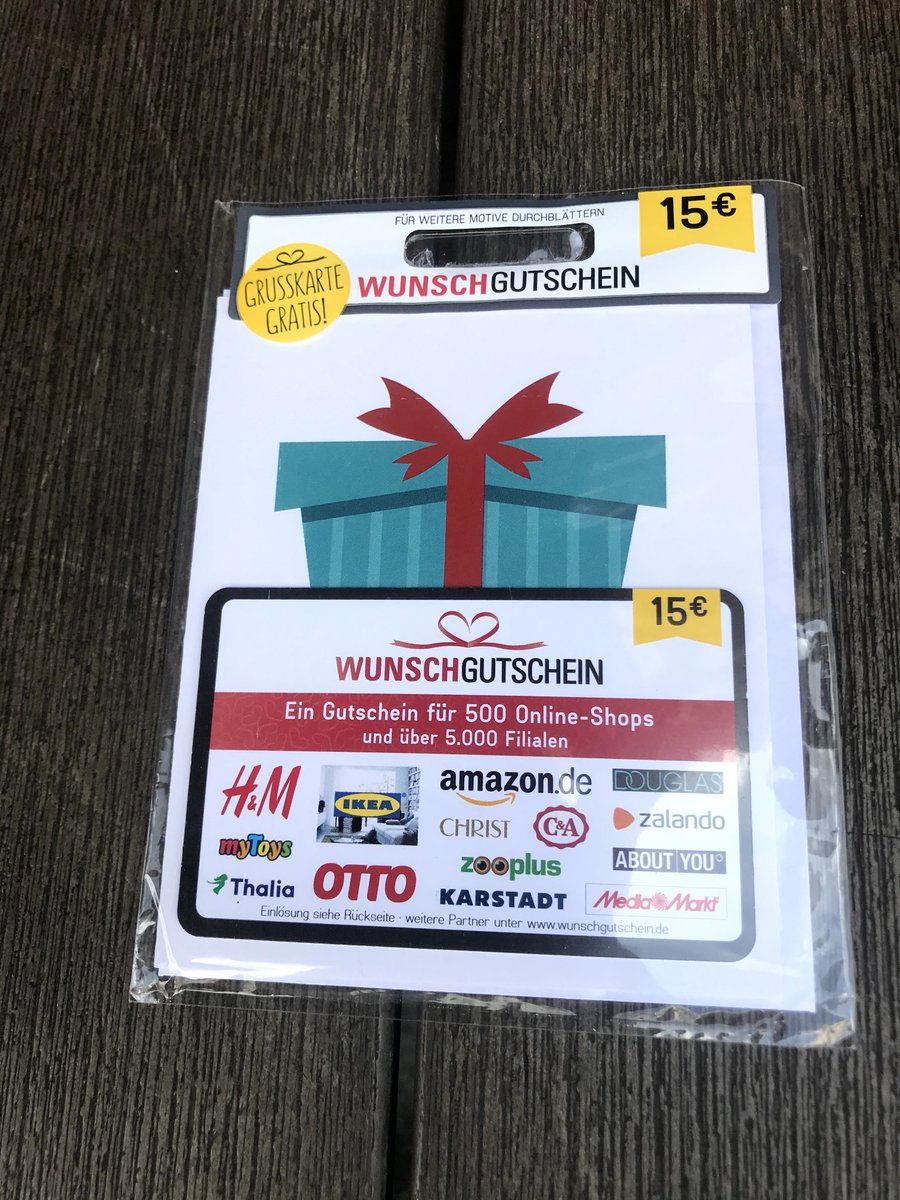 FÜR WEITERE MOTIVE DURCHBLÄTTERN
15€
GRUSSKARTE
GRATIS!
WUNSCHGUTSCHEIN
15€
WUNSCHGUTSCHEIN
Ein Gutschein für 500 Online-Shops
und über 5.000 Filialen
H&M
IKEA
amazon.de
DOUGLAS
CHRIST
C&A
zalando
myToys
zooplus
ABOUT YOU°
Thalia
OTTO
KARSTADT
MediaMarkt
Einlösung siehe Rückseite · weitere Partner unter www.wunschgutschein.de